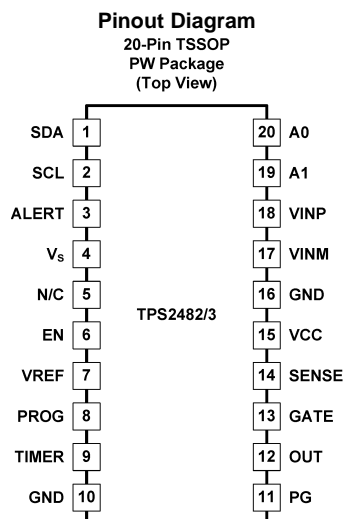 Pinout Diagram
20-Pin TSSOP
PW Package
(Top View)
SDA 1 20 A0
SCL 2 19 A1
ALERT 3 18 VINP
VS 4 17 VINM
N/C 5 16 GND
TPS2482/3
EN 6 15 VCC
VREF 7 14 SENSE
PROG 8 13 GATE
TIMER 9 12 OUT
GND 10 11 PG